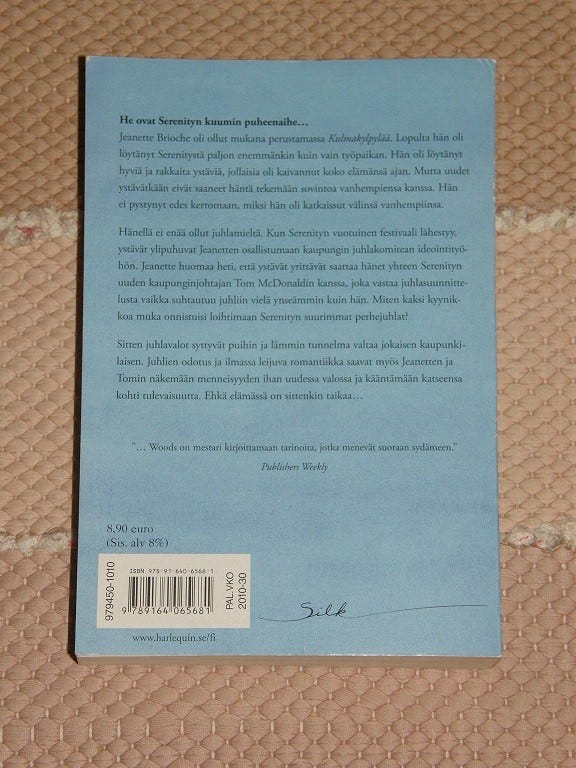 He ovat Serenityn kuumin puheenaihe…
Jeanette Brioche oli ollut mukana perustamassa Kulmakylpylää. Lopulta hän oli
löytänyt Serenitystä paljon enemmänkin kuin vain työpaikan. Hän oli löytänyt
hyviä ja rakkaita ystäviä, jollaisia oli kaivannut koko elämänsä ajan. Mutta uudet
ystävätkään eivät saaneet häntä tekemään sovintoa vanhempiensa kanssa. Hän
ei pystynyt edes kertomaan, miksi hän oli katkaissut välinsä vanhempiinsa.
Hänellä ei enää ollut juhlamieltä. Kun Serenityn vuotuinen festivaali lähestyy,
ystävät ylipuhuvat Jeanetten osallistumaan kaupungin juhlakomitean ideointityö-
hön. Jeanette huomaa heti, että ystävät yrittävät saattaa hänet yhteen Serenityn
uuden kaupunginjohtajan Tom McDonaldin kanssa, joka vastaa juhlasuunnitte-
lusta vaikka suhtautuu juhliin vielä ynseämmin kuin hän. Miten kaksi kyynik-
koa muka onnistuisi loihtimaan Serenityn suurimmat perhejuhlat?
Sitten juhlavalot syttyvät puihin ja lämmin tunnelma valtaa jokaisen kaupunki-
laisen. Juhlien odotus ja ilmassa leijuva romantiikka saavat myös Jeanetten ja
Tomin näkemään menneisyyden ihan uudessa valossa ja kääntämään katseensa
kohti tulevaisuutta. Ehkä elämässä on sittenkin taikaa…
"… Woods on mestari kirjoittamaan tarinoita, jotka menevät suoraan sydämeen."
Publishers Weekly
8,90 euro
(Sis. alv 8%)
979450-1010
ISBN 978-91-640-6568-1
9 789164 065681
PAL.VKO
2010-30
www.harlequin.se/fi
Silk